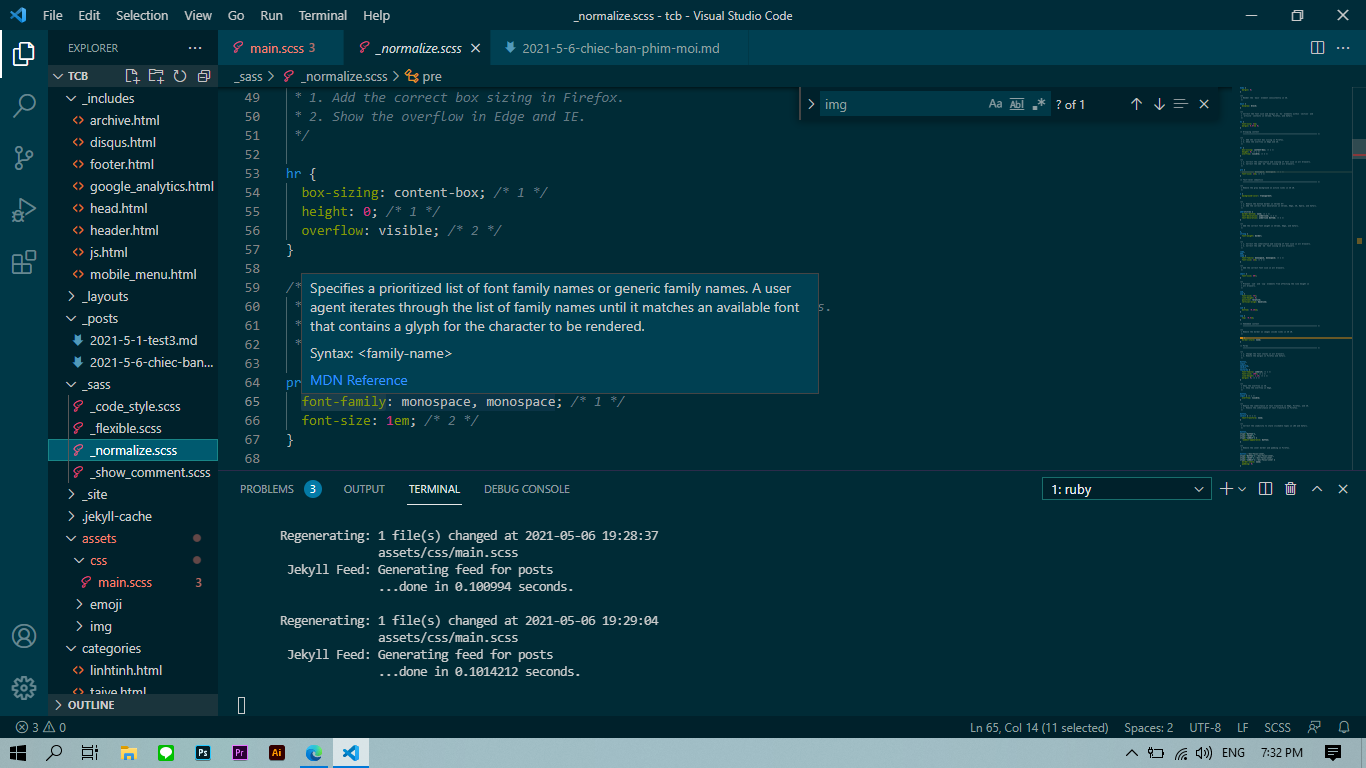 File Edit Selection View Go Run Terminal Help
_normalize.scss - tcb - Visual Studio Code
EXPLORER
main.scss 3
_normalize.scss
2021-5-6-chiec-ban-phim-moi.md
TCB
_includes
archive.html
disqus.html
footer.html
google_analytics.html
head.html
header.html
js.html
mobile_menu.html
_layouts
_posts
2021-5-1-test3.md
2021-5-6-chiec-ban...
_sass
_code_style.scss
_flexible.scss
_normalize.scss
_show_comment.scss
_site
.jekyll-cache
assets
css
main.scss 3
emoji
img
categories
linhtinh.html
taive.html
OUTLINE
_sass > _normalize.scss > pre
img
Aa Abl .* ? of 1
49 * 1. Add the correct box sizing in Firefox.
50 * 2. Show the overflow in Edge and IE.
51 */
52
53 hr {
54 box-sizing: content-box; /* 1 */
55 height: 0; /* 1 */
56 overflow: visible; /* 2 */
57 }
58
59 /*
60 * s.
61 *
62 *
63
64 pr
65 font-family: monospace, monospace; /* 1 */
66 font-size: 1em; /* 2 */
67 }
68
Specifies a prioritized list of font family names or generic family names. A user
agent iterates through the list of family names until it matches an available font
that contains a glyph for the character to be rendered.
Syntax: <family-name>
MDN Reference
PROBLEMS 3 OUTPUT TERMINAL DEBUG CONSOLE
1: ruby
Regenerating: 1 file(s) changed at 2021-05-06 19:28:37
assets/css/main.scss
Jekyll Feed: Generating feed for posts
...done in 0.100994 seconds.
Regenerating: 1 file(s) changed at 2021-05-06 19:29:04
assets/css/main.scss
Jekyll Feed: Generating feed for posts
...done in 0.1014212 seconds.
3 0
Ln 65, Col 14 (11 selected) Spaces: 2 UTF-8 LF SCSS
Ps Pr Ai
ENG 7:32 PM